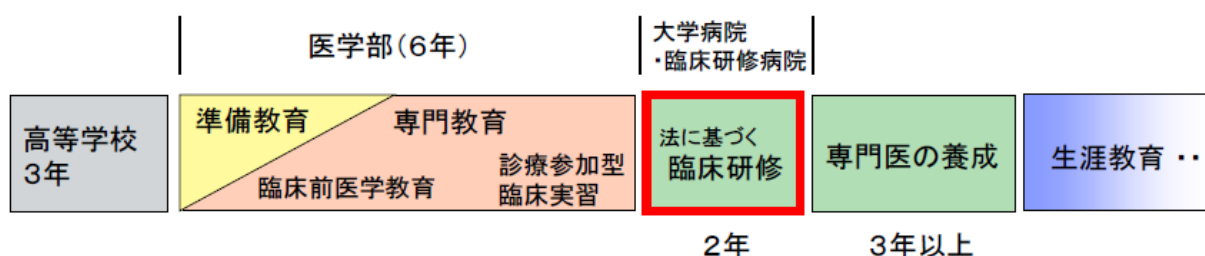 医学部（6年）
大学病院
・臨床研修病院
高等学校
3年
準備教育
専門教育
臨床前医学教育
診療参加型
臨床実習
法に基づく
臨床研修
専門医の養成
生涯教育・・
2年
3年以上